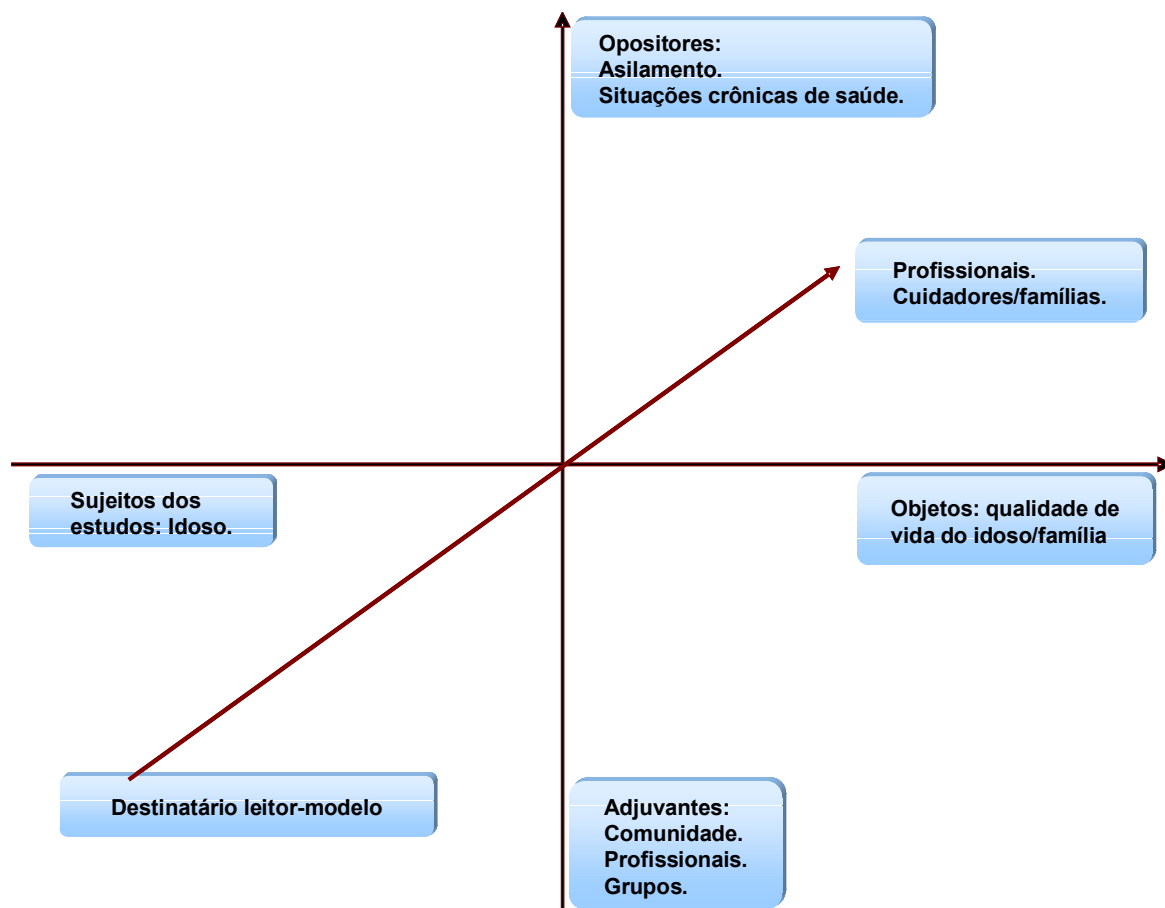 Opositores:
Asilamento.
Situações crônicas de saúde.
Profissionais.
Cuidadores/famílias.
Sujeitos dos
estudos: Idoso.
Objetos: qualidade de
vida do idoso/família
Destinatário leitor-modelo
Adjuvantes:
Comunidade.
Profissionais.
Grupos.